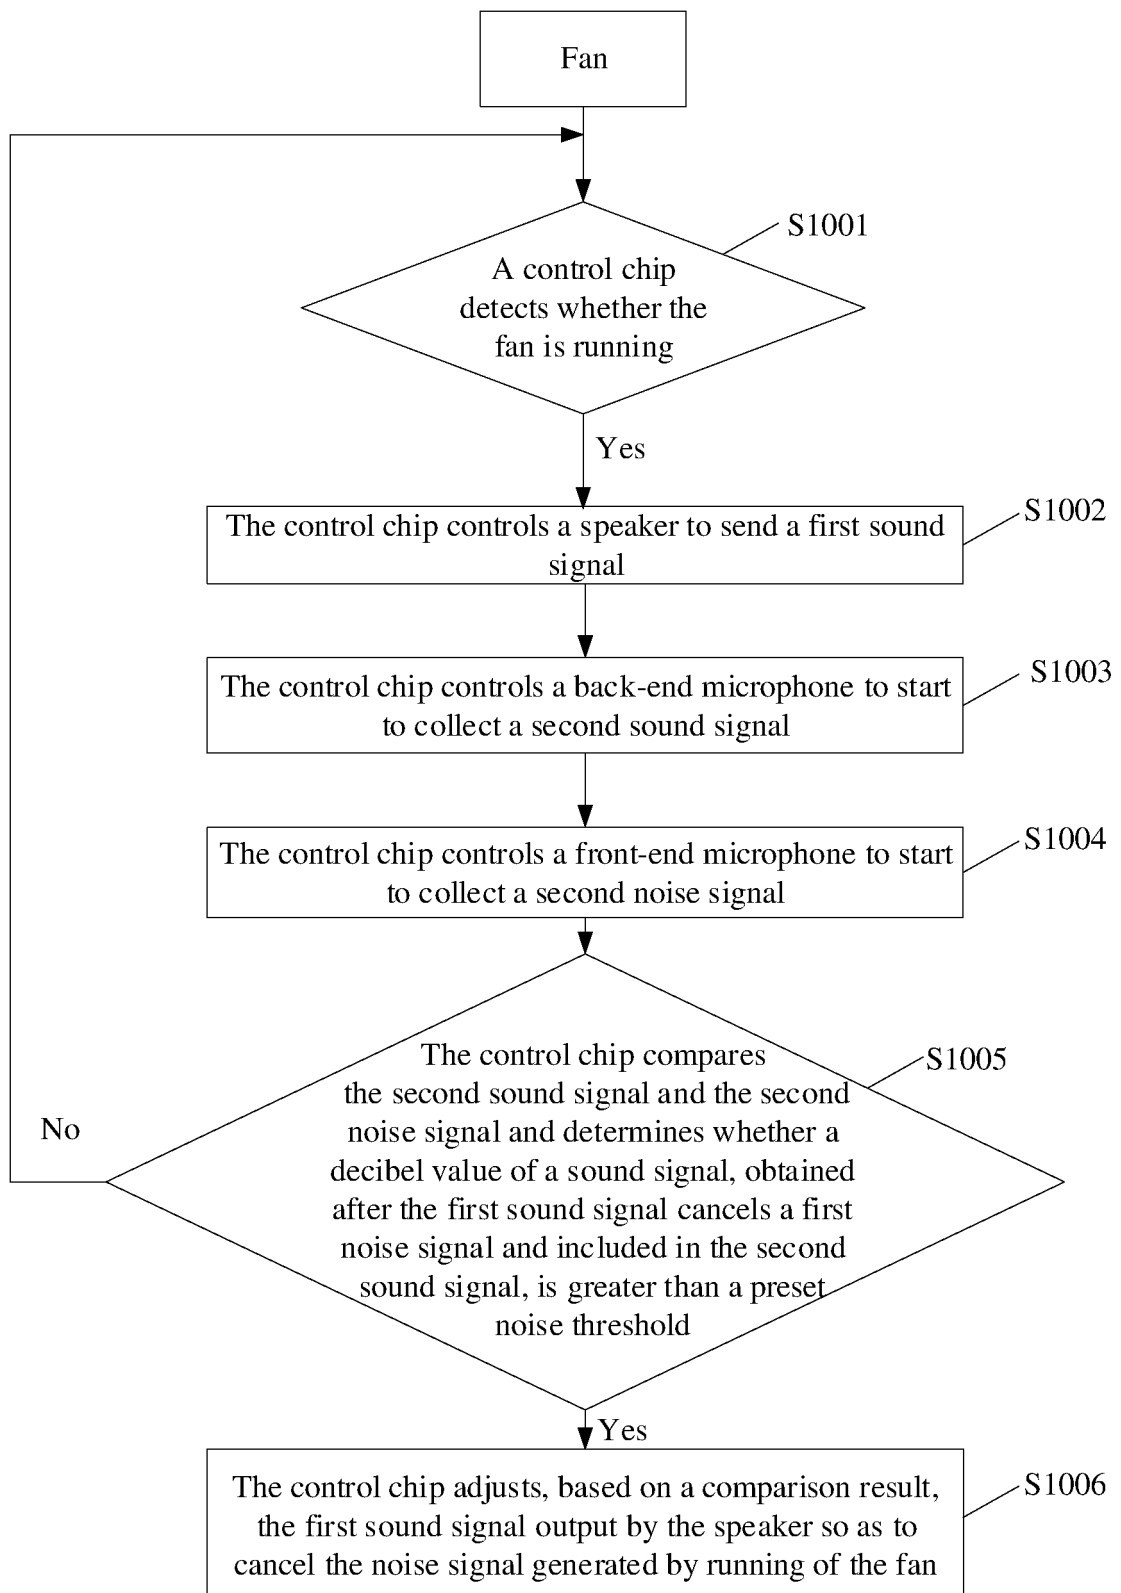 Fan
S1001
A control chip
detects whether the
fan is running
Yes
S1002
The control chip controls a speaker to send a first sound
signal
S1003
The control chip controls a back-end microphone to start
to collect a second sound signal
S1004
The control chip controls a front-end microphone to start
to collect a second noise signal
S1005
The control chip compares
the second sound signal and the second
noise signal and determines whether a
decibel value of a sound signal, obtained
after the first sound signal cancels a first
noise signal and included in the second
sound signal, is greater than a preset
noise threshold
No
Yes
S1006
The control chip adjusts, based on a comparison result,
the first sound signal output by the speaker so as to
cancel the noise signal generated by running of the fan